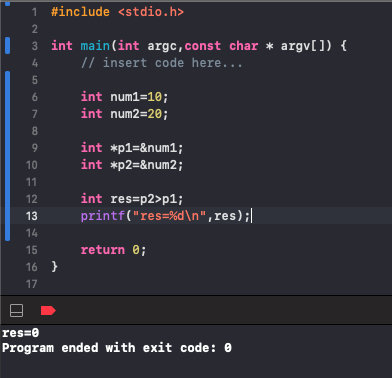 1 #include <stdio.h>
2
3 int main(int argc,const char * argv[]) {
4 // insert code here...
5
6 int num1=10;
7 int num2=20;
8
9 int *p1=&num1;
10 int *p2=&num2;
11
12 int res=p2>p1;
13 printf("res=%d\n",res);
14
15 return 0;
16 }
17
res=0
Program ended with exit code: 0